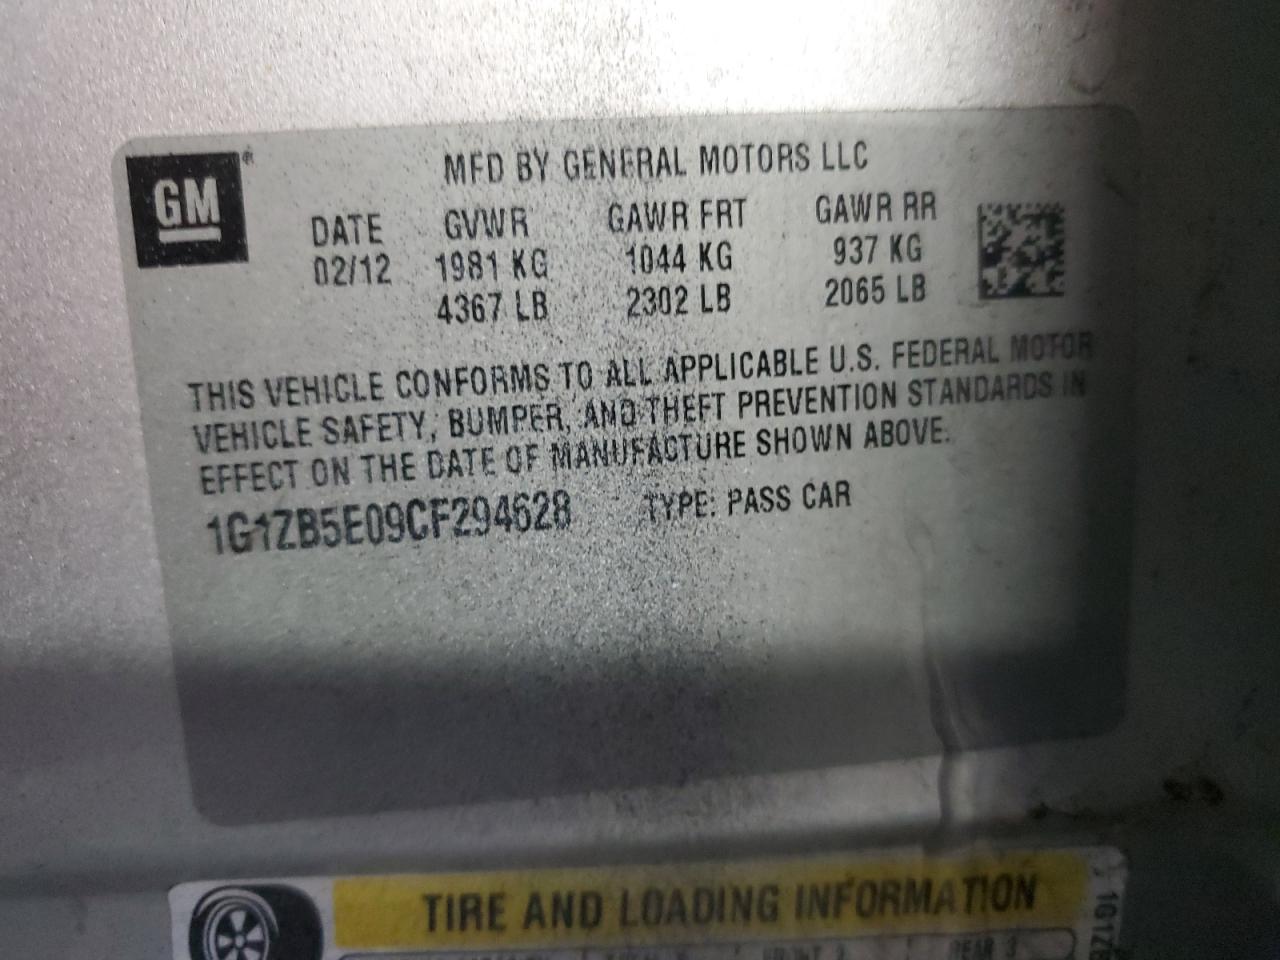 GM
MFD BY GENERAL MOTORS LLC
DATE GVWR GAWR FRT GAWR RR
02/12 1981 KG 1044 KG 937 KG
4367 LB 2302 LB 2065 LB
THIS VEHICLE CONFORMS TO ALL APPLICABLE U.S. FEDERAL MOTOR
VEHICLE SAFETY, BUMPER, AND THEFT PREVENTION STANDARDS IN
EFFECT ON THE DATE OF MANUFACTURE SHOWN ABOVE.
1G1ZB5E09CF294628 TYPE: PASS CAR
TIRE AND LOADING INFORMATION
1G1ZB